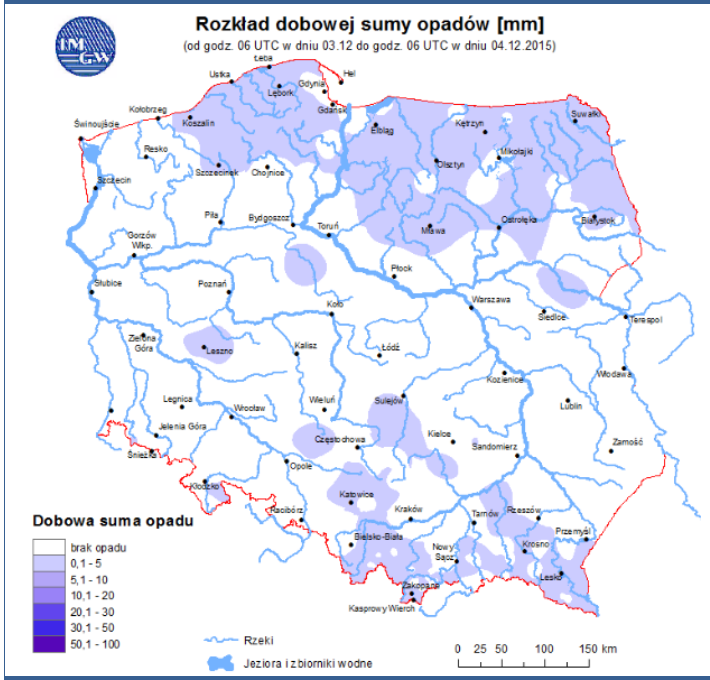 Rozkład dobowej sumy opadów [mm]
(od godz. 06 UTC w dniu 03.12 do godz. 06 UTC w dniu 04.12.2015)
IM
GW
Łeba
Hel
Ustka
Lębork
Gdynia
Gdańsk
Kołobrzeg
Koszalin
Świnoujście
Elbląg
Kętrzyn
Suwałki
Resko
Szczecinek
Chojnice
Olsztyn
Mikołajki
Szczecin
Piła
Bydgoszcz
Toruń
Mława
Ostrołęka
Białystok
Gorzów
Wlkp.
Płock
Słubice
Poznań
Koło
Warszawa
Siedlce
Terespol
Zielona
Góra
Leszno
Kalisz
Łódź
Kozienice
Włodawa
Legnica
Wrocław
Wieluń
Sulejów
Lublin
Jelenia Góra
Częstochowa
Kielce
Sandomierz
Zamość
Śnieżka
Opole
Kłodzko
Katowice
Racibórz
Kraków
Tarnów
Rzeszów
Przemyśl
Bielsko-Biała
Nowy
Sącz
Krosno
Lesko
Zakopane
Kasprowy Wierch
Dobowa suma opadu
brak opadu
0,1 - 5
5,1 - 10
10,1 - 20
20,1 - 30
30,1 - 50
50,1 - 100
Rzeki
Jeziora i zbiorniki wodne
0 25 50 100 150 km